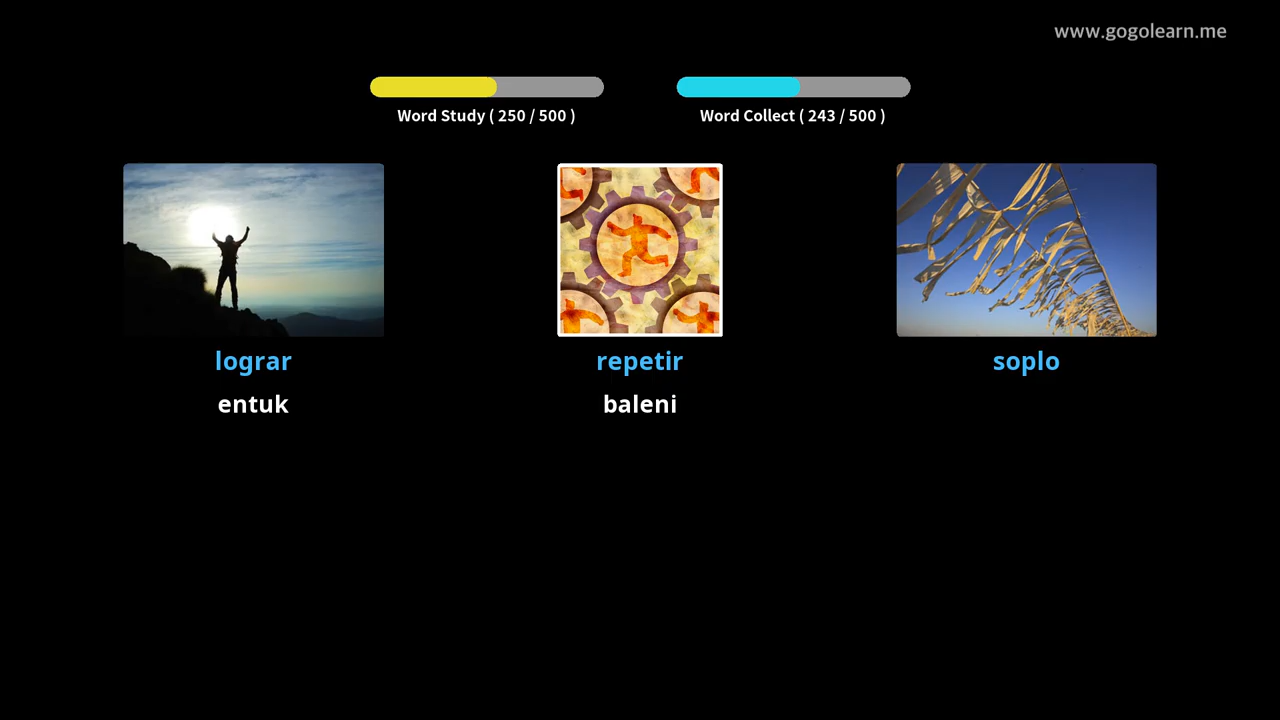 www.gogolearn.me
Word Study ( 250 / 500 )
Word Collect ( 243 / 500 )
lograr
repetir
soplo
entuk
baleni